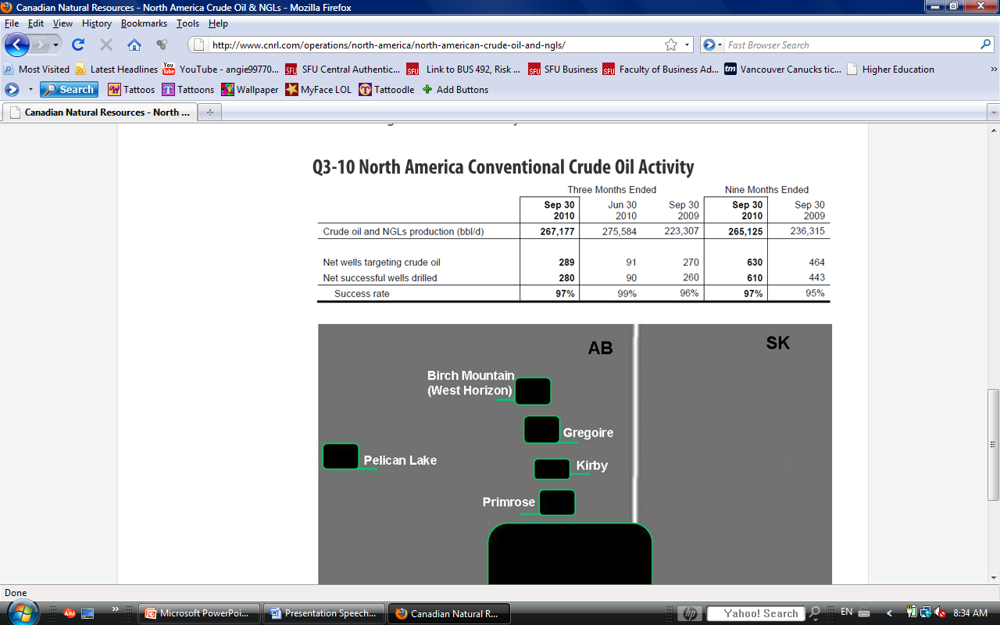 Canadian Natural Resources - North America Crude Oil & NGLs - Mozilla Firefox
File Edit View History Bookmarks Tools Help
http://www.cnrl.com/operations/north-america/north-american-crude-oil-and-ngls/ Fast Browser Search
Most Visited Latest Headlines YouTube - angie99770... SFU Central Authentic... Link to BUS 492, Risk ... SFU Business Faculty of Business Ad... Vancouver Canucks tic... Higher Education »
Search Tattoos Tattoons Wallpaper MyFace LOL Tattoodle Add Buttons
Canadian Natural Resources - North ...
Q3-10 North America Conventional Crude Oil Activity
Three Months Ended Nine Months Ended
Sep 30 Jun 30 Sep 30 Sep 30 Sep 30
2010 2010 2009 2010 2009
Crude oil and NGLs production (bbl/d) 267,177 275,584 223,307 265,125 236,315
Net wells targeting crude oil 289 91 270 630 464
Net successful wells drilled 280 90 260 610 443
Success rate 97% 99% 96% 97% 95%
AB SK
Birch Mountain
(West Horizon)
Gregoire
Pelican Lake
Kirby
Primrose
Done
AIM » Microsoft PowerPoi... Presentation Speech... Canadian Natural R... hp Yahoo! Search EN 8:34 AM